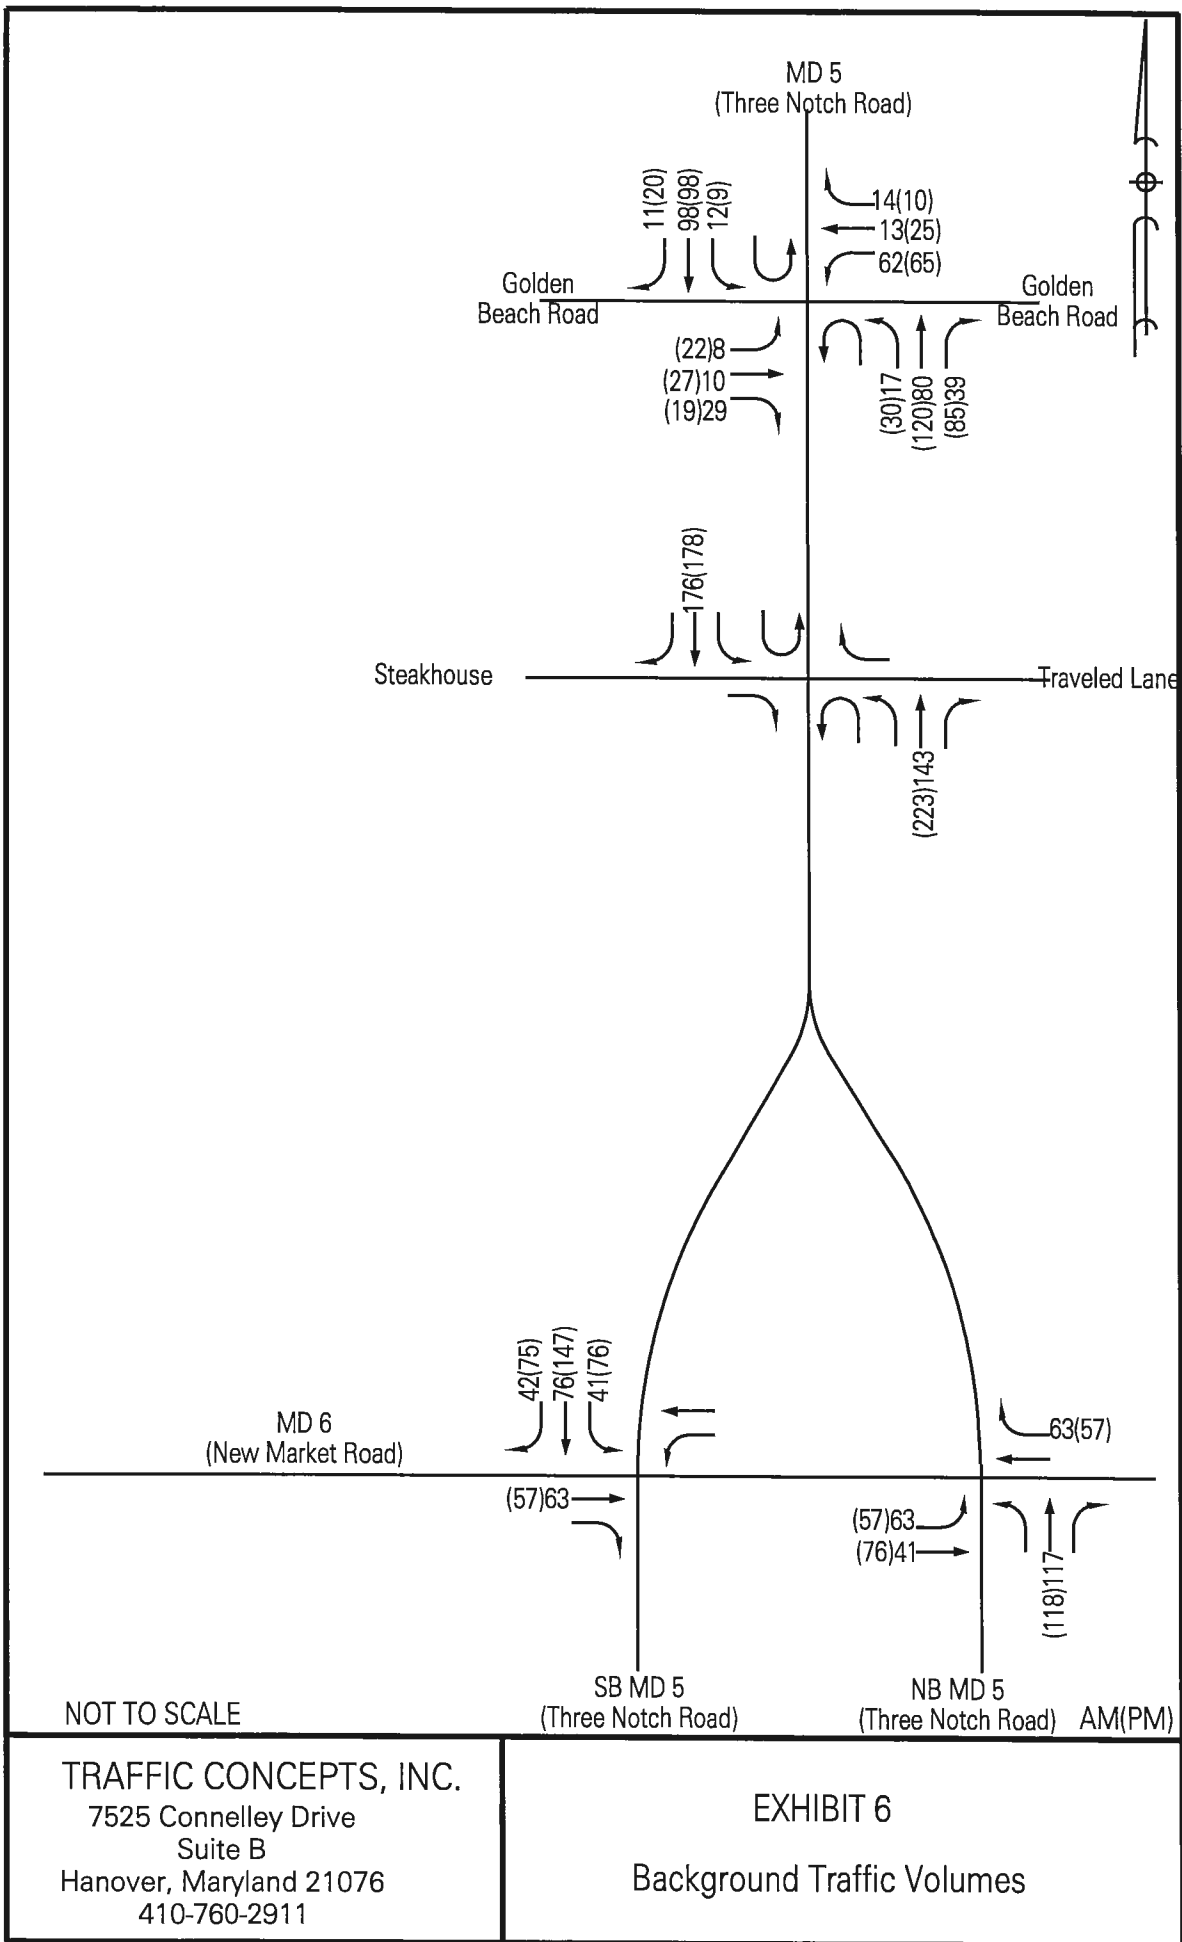 MD 5
(Three Notch Road)
11(20)
98(98)
12(9)
14(10)
13(25)
62(65)
Golden
Beach Road
Golden
Beach Road
(22)8
(27)10
(19)29
(30)17
(120)80
(85)39
176(178)
Steakhouse
Traveled Lane
(223)143
42(75)
76(147)
41(76)
MD 6
(New Market Road)
63(57)
(57)63
(57)63
(76)41
(118)117
SB MD 5
(Three Notch Road)
NB MD 5
(Three Notch Road)
NOT TO SCALE
AM(PM)
TRAFFIC CONCEPTS, INC.
7525 Connelley Drive
Suite B
Hanover, Maryland 21076
410-760-2911
EXHIBIT 6
Background Traffic Volumes